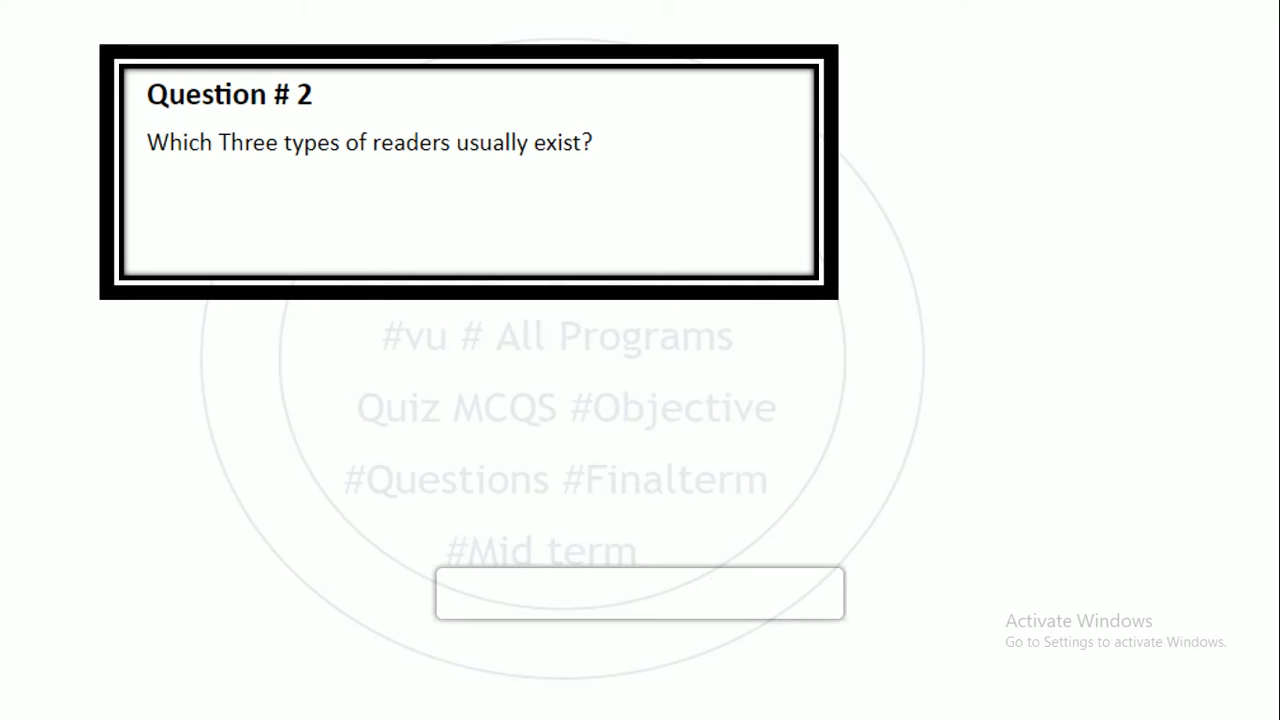 Question # 2
Which Three types of readers usually exist?
#vu # All Programs
Quiz MCQS #Objective
#Questions #Finalterm
#Mid term
Activate Windows
Go to Settings to activate Windows.